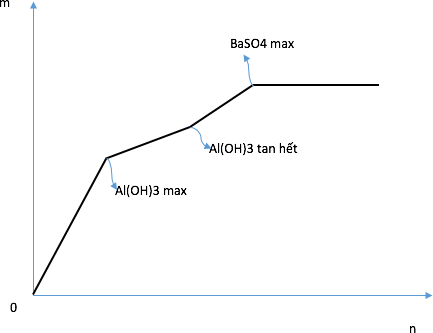 m
BaSO4 max
Al(OH)3 tan hết
Al(OH)3 max
0
n